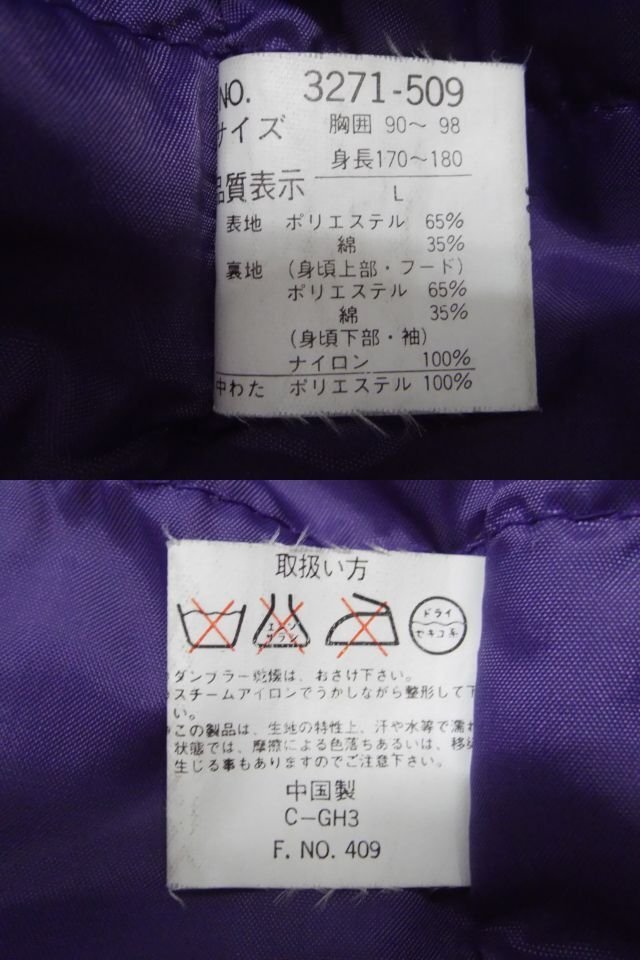 NO. 3271-509
サイズ 胸囲 90〜 98
身長170〜180
品質表示 L
表地 ポリエステル 65%
綿 35%
裏地 (身頃上部・フード)
ポリエステル 65%
綿 35%
(身頃下部・袖)
ナイロン 100%
中わた ポリエステル 100%
取扱い方
エンソ
サラシ
ドライ
セキユ系
タンブラー乾燥は、おさけ下さい。
スチームアイロンでうかしながら整形して下
い。
この製品は、生地の特性上、汗や水等で濡れ
状態では、摩擦による色落ちあるいは、移染
生じる事もありますのでご注意下さい。
中国製
C-GH3
F. NO. 409